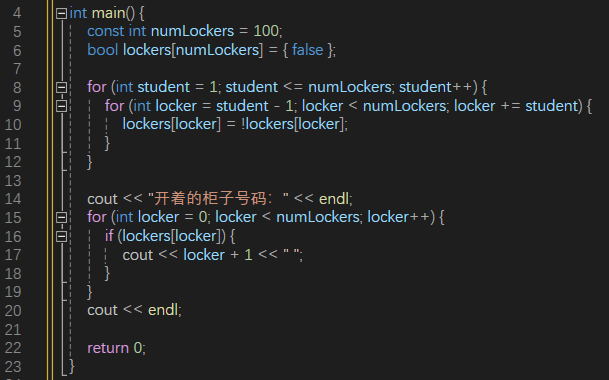 4 int main() {
5 const int numLockers = 100;
6 bool lockers[numLockers] = { false };
7
8 for (int student = 1; student <= numLockers; student++) {
9 for (int locker = student - 1; locker < numLockers; locker += student) {
10 lockers[locker] = !lockers[locker];
11 }
12 }
13
14 cout << "开着的柜子号码：" << endl;
15 for (int locker = 0; locker < numLockers; locker++) {
16 if (lockers[locker]) {
17 cout << locker + 1 << " ";
18 }
19 }
20 cout << endl;
21
22 return 0;
23 }